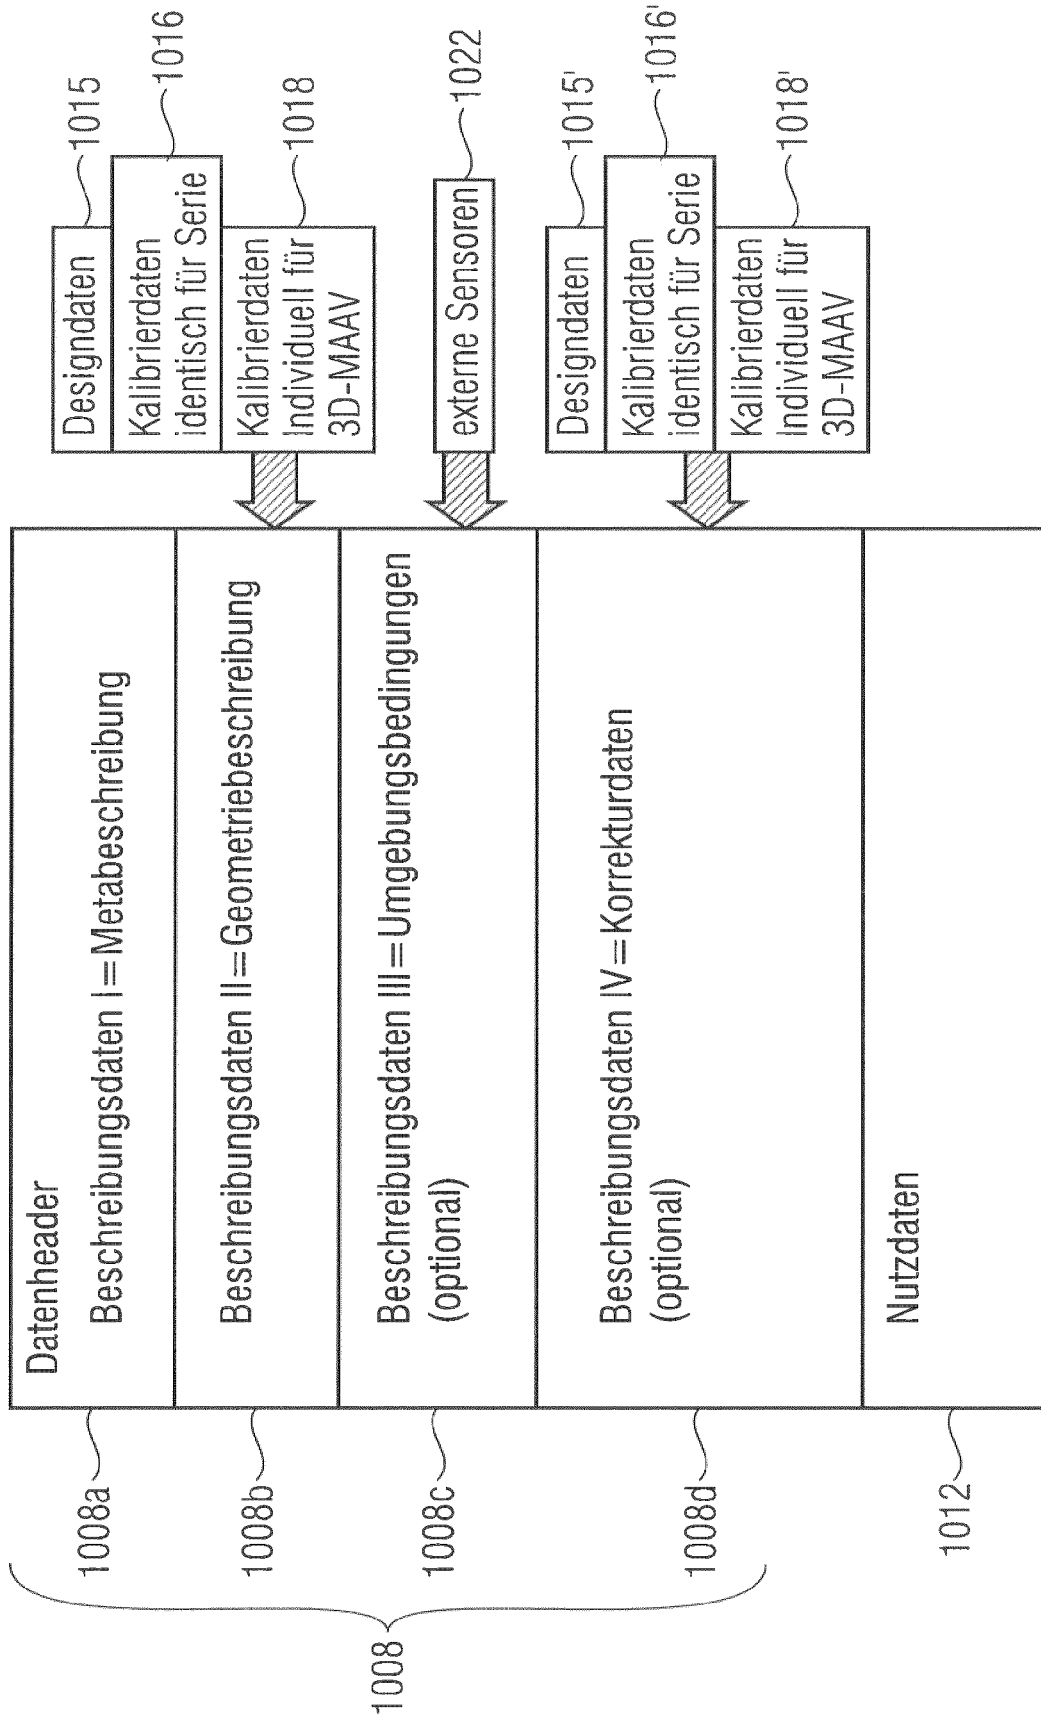 1008
1008a
1008b
1008c
1008d
1012
Datenheader
Beschreibungsdaten I=Metabeschreibung
Beschreibungsdaten II=Geometriebeschreibung
Beschreibungsdaten III=Umgebungsbedingungen
(optional)
Beschreibungsdaten IV=Korrekturdaten
(optional)
Nutzdaten
Designdaten
1015
Kalibrierdaten
identisch für Serie
1016
Kalibrierdaten
Individuell für
3D-MAAV
1018
externe Sensoren
1022
Designdaten
1015'
Kalibrierdaten
identisch für Serie
1016'
Kalibrierdaten
Individuell für
3D-MAAV
1018'